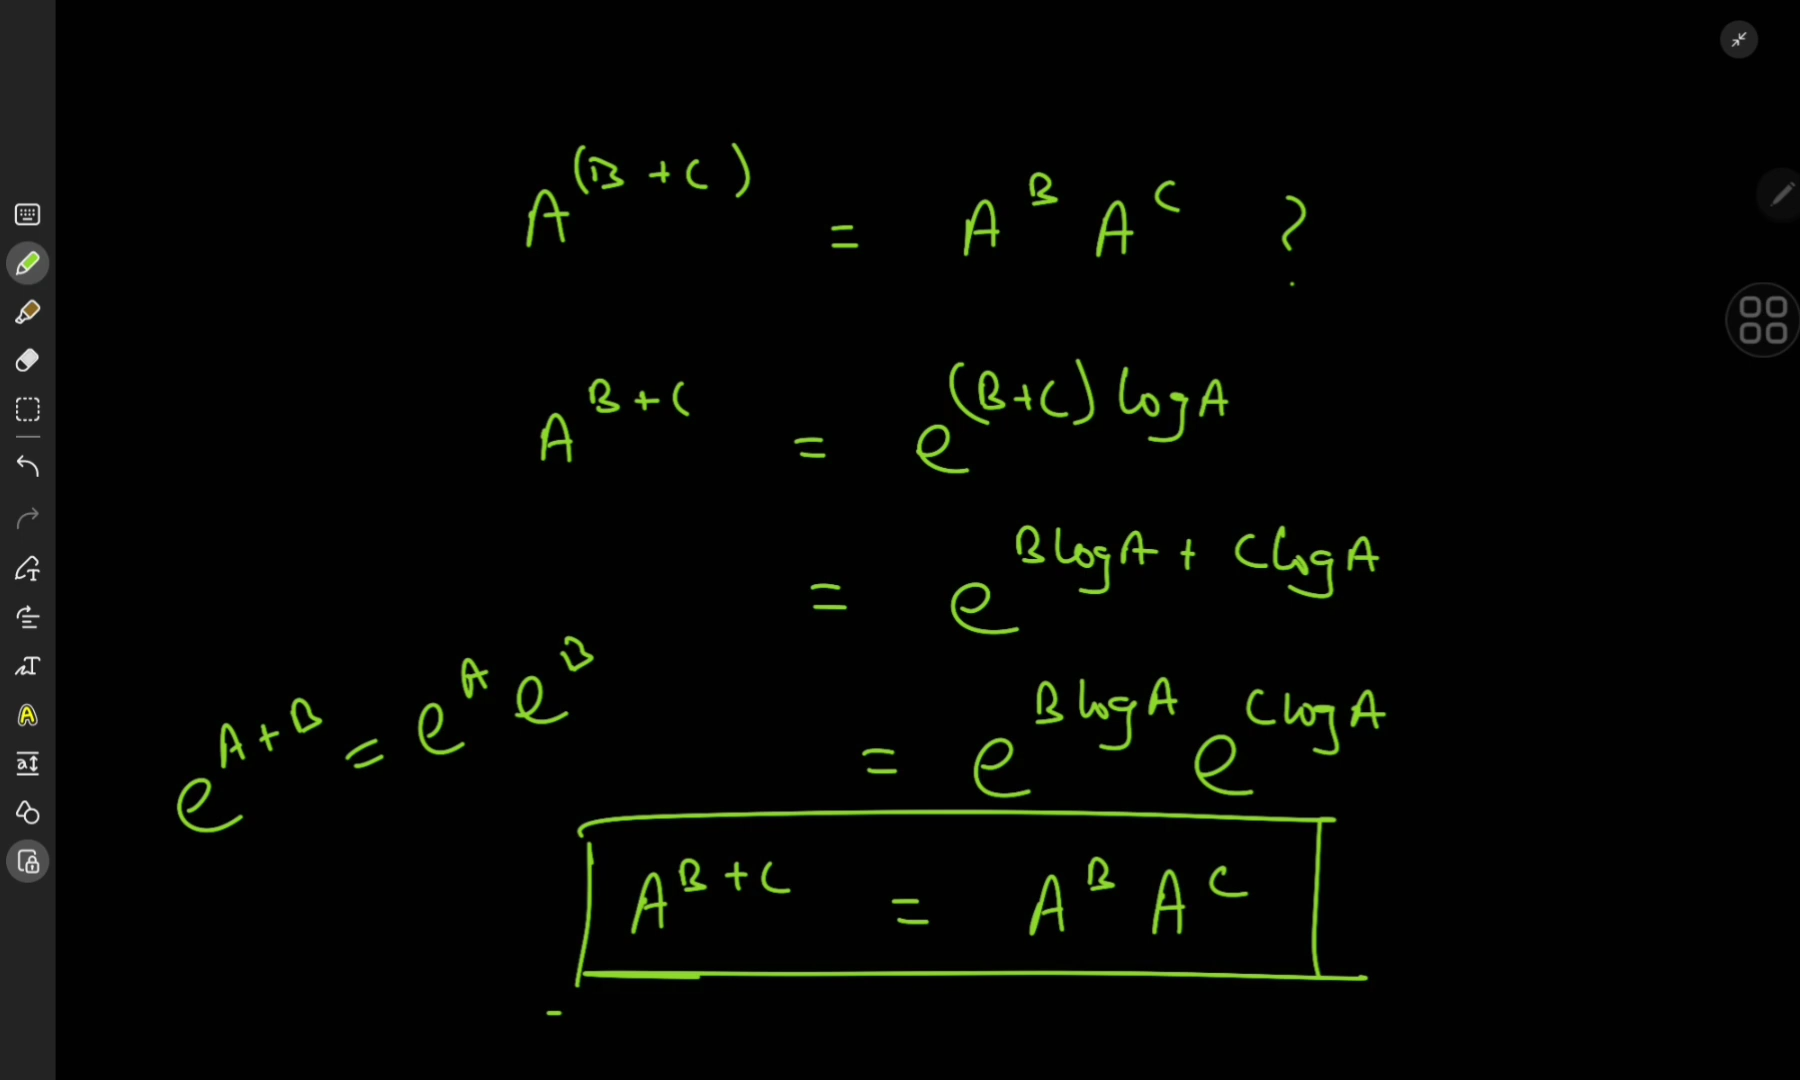 A^(B+C) = A^B A^C ?
A^B+C = e^(B+C) log A
= e^B log A + C log A
e^A+B = e^A e^B
= e^B log A e^C log A
A^B+C = A^B A^C